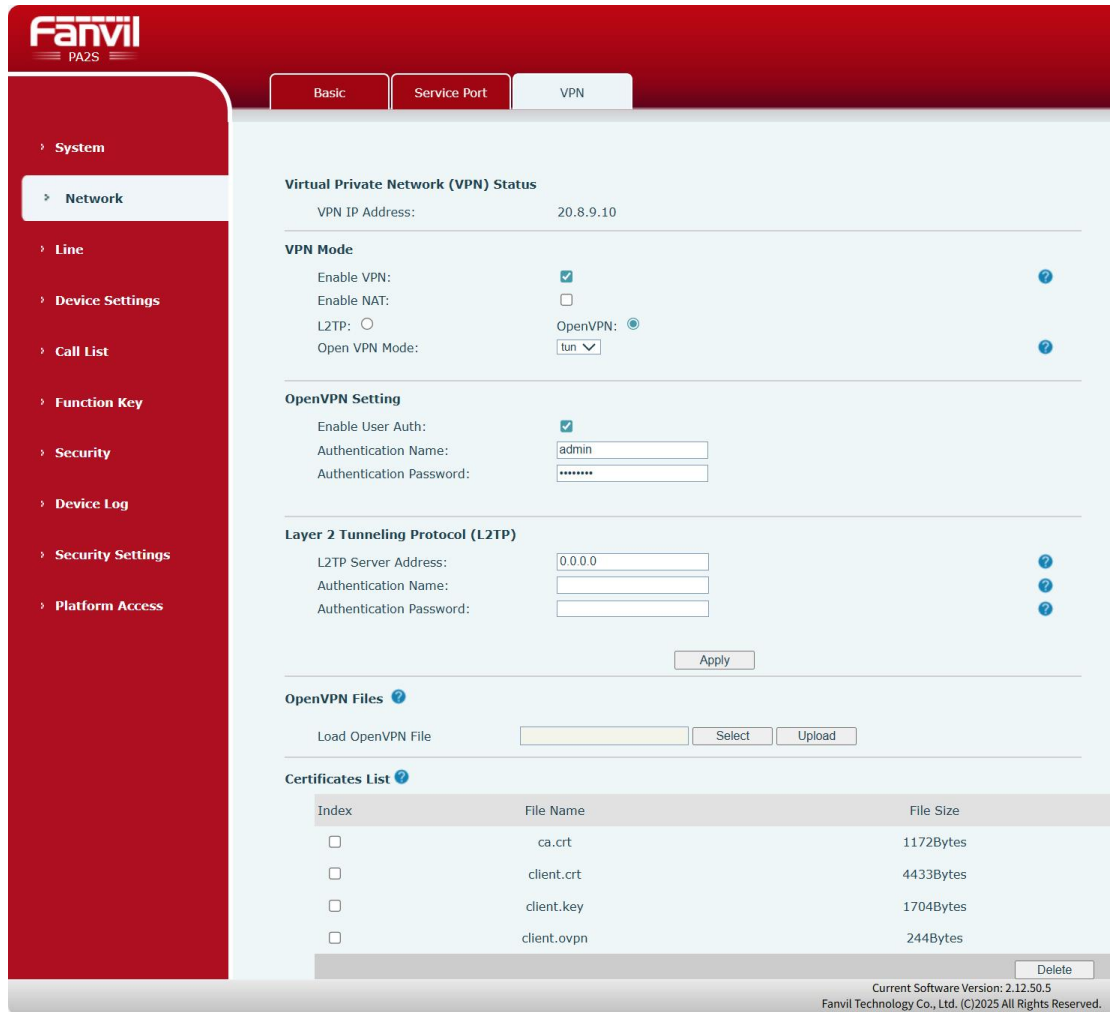 Fanvil
PA2S
Basic Service Port VPN
System
Network
Line
Device Settings
Call List
Function Key
Security
Device Log
Security Settings
Platform Access
Virtual Private Network (VPN) Status
VPN IP Address: 20.8.9.10
VPN Mode
Enable VPN:
Enable NAT:
L2TP: OpenVPN:
Open VPN Mode: tun
OpenVPN Setting
Enable User Auth:
Authentication Name: admin
Authentication Password: ••••••••
Layer 2 Tunneling Protocol (L2TP)
L2TP Server Address: 0.0.0.0
Authentication Name:
Authentication Password:
Apply
OpenVPN Files
Load OpenVPN File Select Upload
Certificates List
Index File Name File Size
ca.crt 1172Bytes
client.crt 4433Bytes
client.key 1704Bytes
client.ovpn 244Bytes
Delete
Current Software Version: 2.12.50.5
Fanvil Technology Co., Ltd. (C)2025 All Rights Reserved.